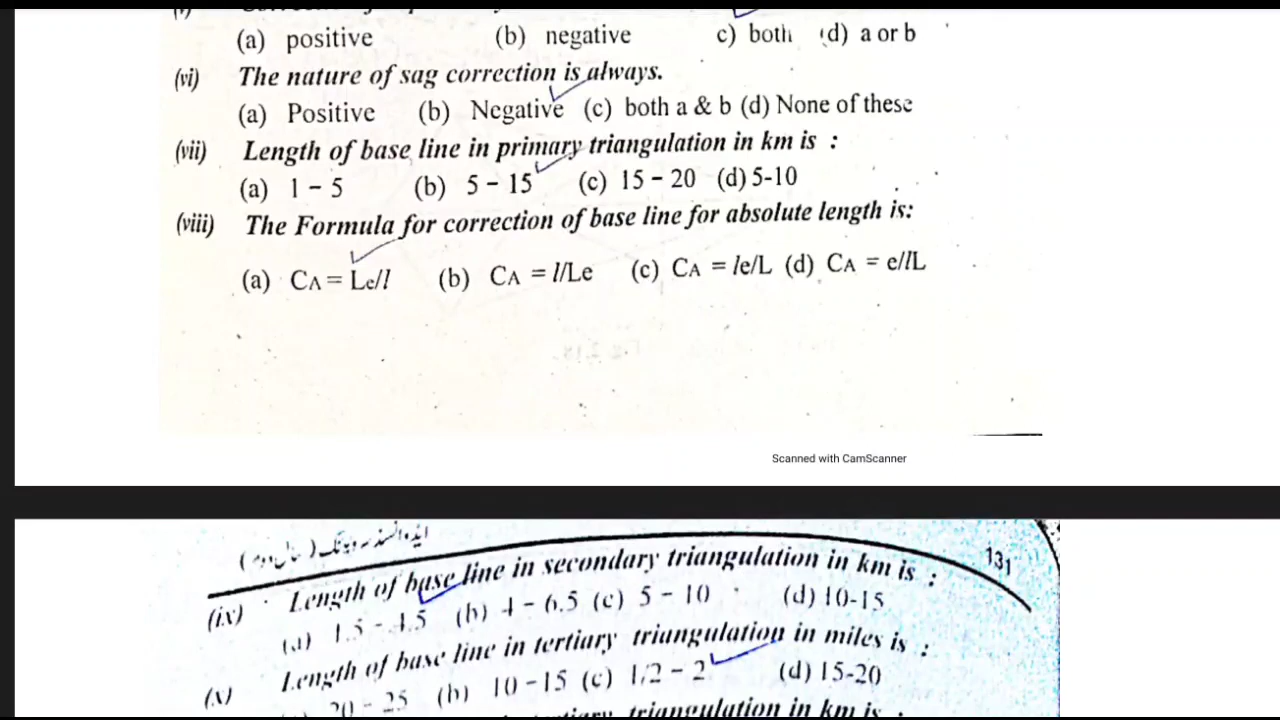 (a) positive (b) negative c) both (d) a or b
(vi) The nature of sag correction is always.
(a) Positive (b) Negative (c) both a & b (d) None of these
(vii) Length of base line in primary triangulation in km is :
(a) 1 – 5 (b) 5 – 15 (c) 15 – 20 (d) 5-10
(viii) The Formula for correction of base line for absolute length is:
(a) CA = Le/l (b) CA = l/Le (c) CA = le/L (d) CA = e/lL
Scanned with CamScanner
131
(ix) Length of base line in secondary triangulation in km is :
(a) 1.5 – 4.5 (b) 4 – 6.5 (c) 5 – 10 (d) 10-15
(x) Length of base line in tertiary triangulation in miles is :
20 – 25 (b) 10 – 15 (c) 1/2 – 2 (d) 15-20
tertiary triangulation in km is :